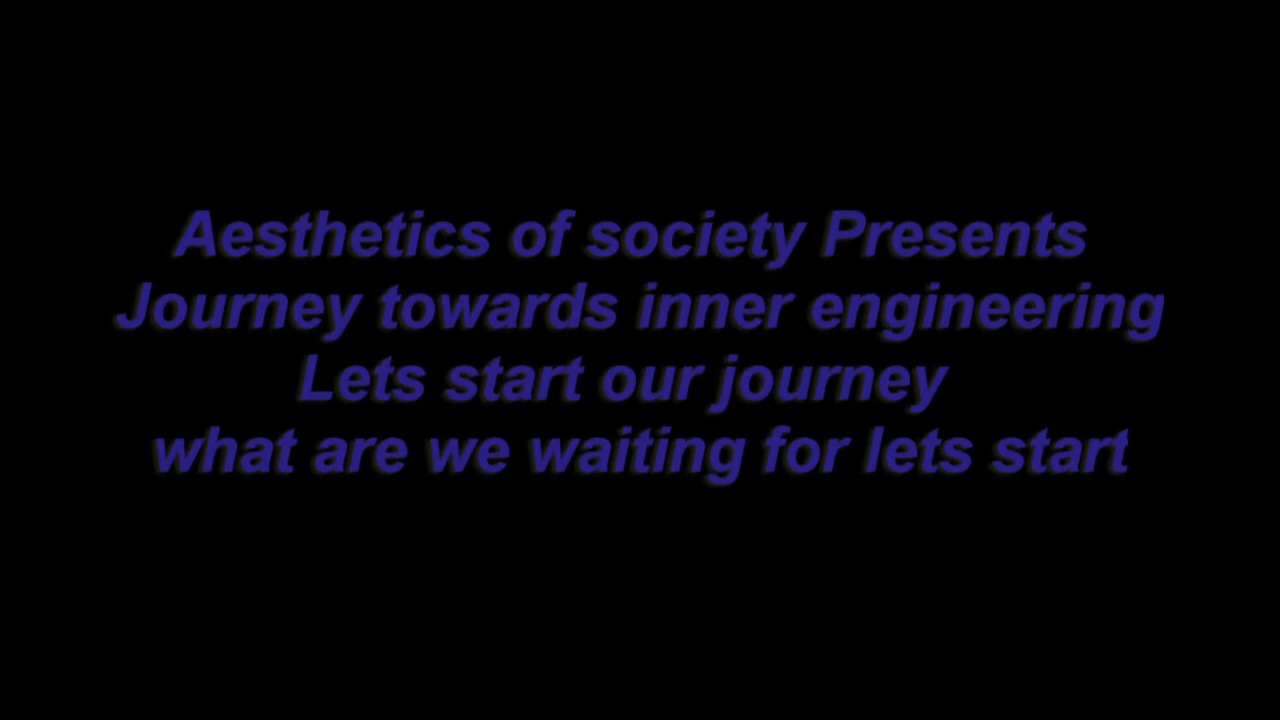 Aesthetics of society Presents
Journey towards inner engineering
Lets start our journey
what are we waiting for lets start